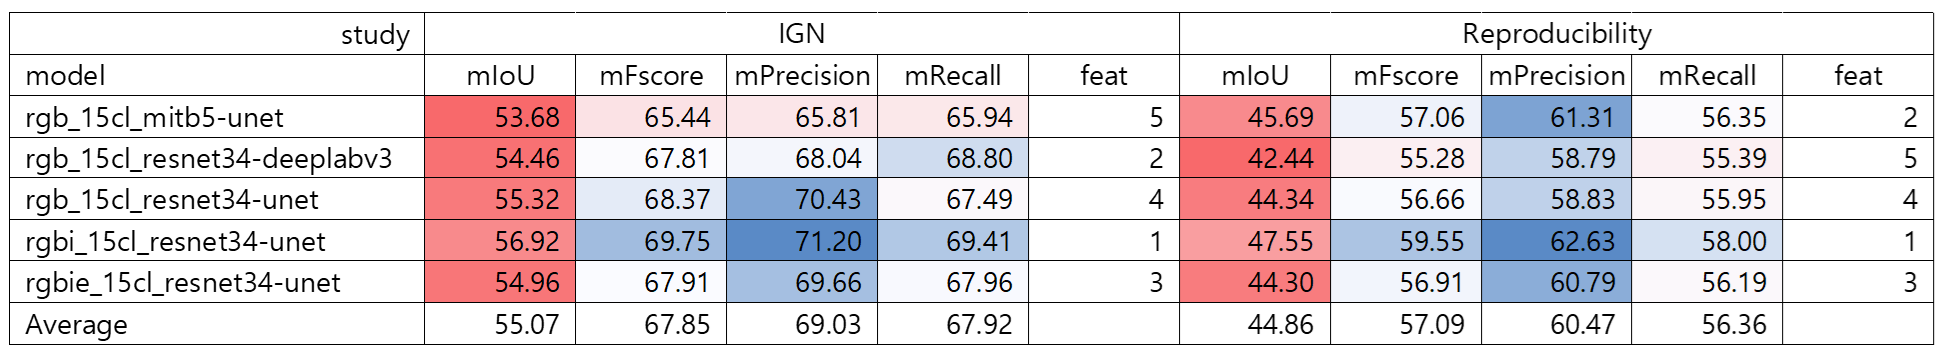 study IGN Reproducibility
model mIoU mFscore mPrecision mRecall feat mIoU mFscore mPrecision mRecall feat
rgb_15cl_mitb5-unet 53.68 65.44 65.81 65.94 5 45.69 57.06 61.31 56.35 2
rgb_15cl_resnet34-deeplabv3 54.46 67.81 68.04 68.80 2 42.44 55.28 58.79 55.39 5
rgb_15cl_resnet34-unet 55.32 68.37 70.43 67.49 4 44.34 56.66 58.83 55.95 4
rgbi_15cl_resnet34-unet 56.92 69.75 71.20 69.41 1 47.55 59.55 62.63 58.00 1
rgbie_15cl_resnet34-unet 54.96 67.91 69.66 67.96 3 44.30 56.91 60.79 56.19 3
Average 55.07 67.85 69.03 67.92 44.86 57.09 60.47 56.36